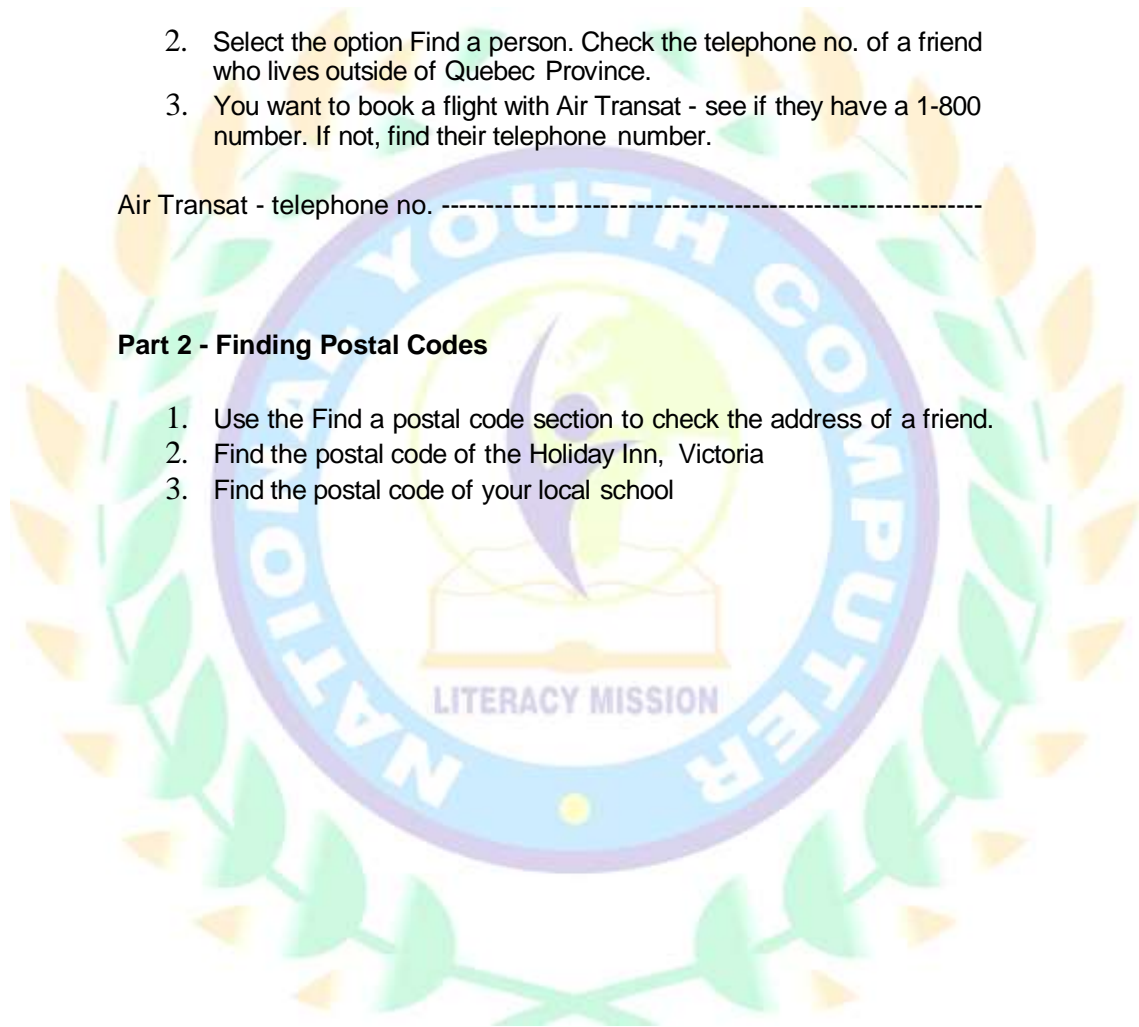 2. Select the option Find a person. Check the telephone no. of a friend
who lives outside of Quebec Province.
3. You want to book a flight with Air Transat - see if they have a 1-800
number. If not, find their telephone number.
Air Transat - telephone no. ------------------------------------------------------------
Part 2 - Finding Postal Codes
1. Use the Find a postal code section to check the address of a friend.
2. Find the postal code of the Holiday Inn, Victoria
3. Find the postal code of your local school
NATIONAL YOUTH COMPUTER
LITERACY MISSION